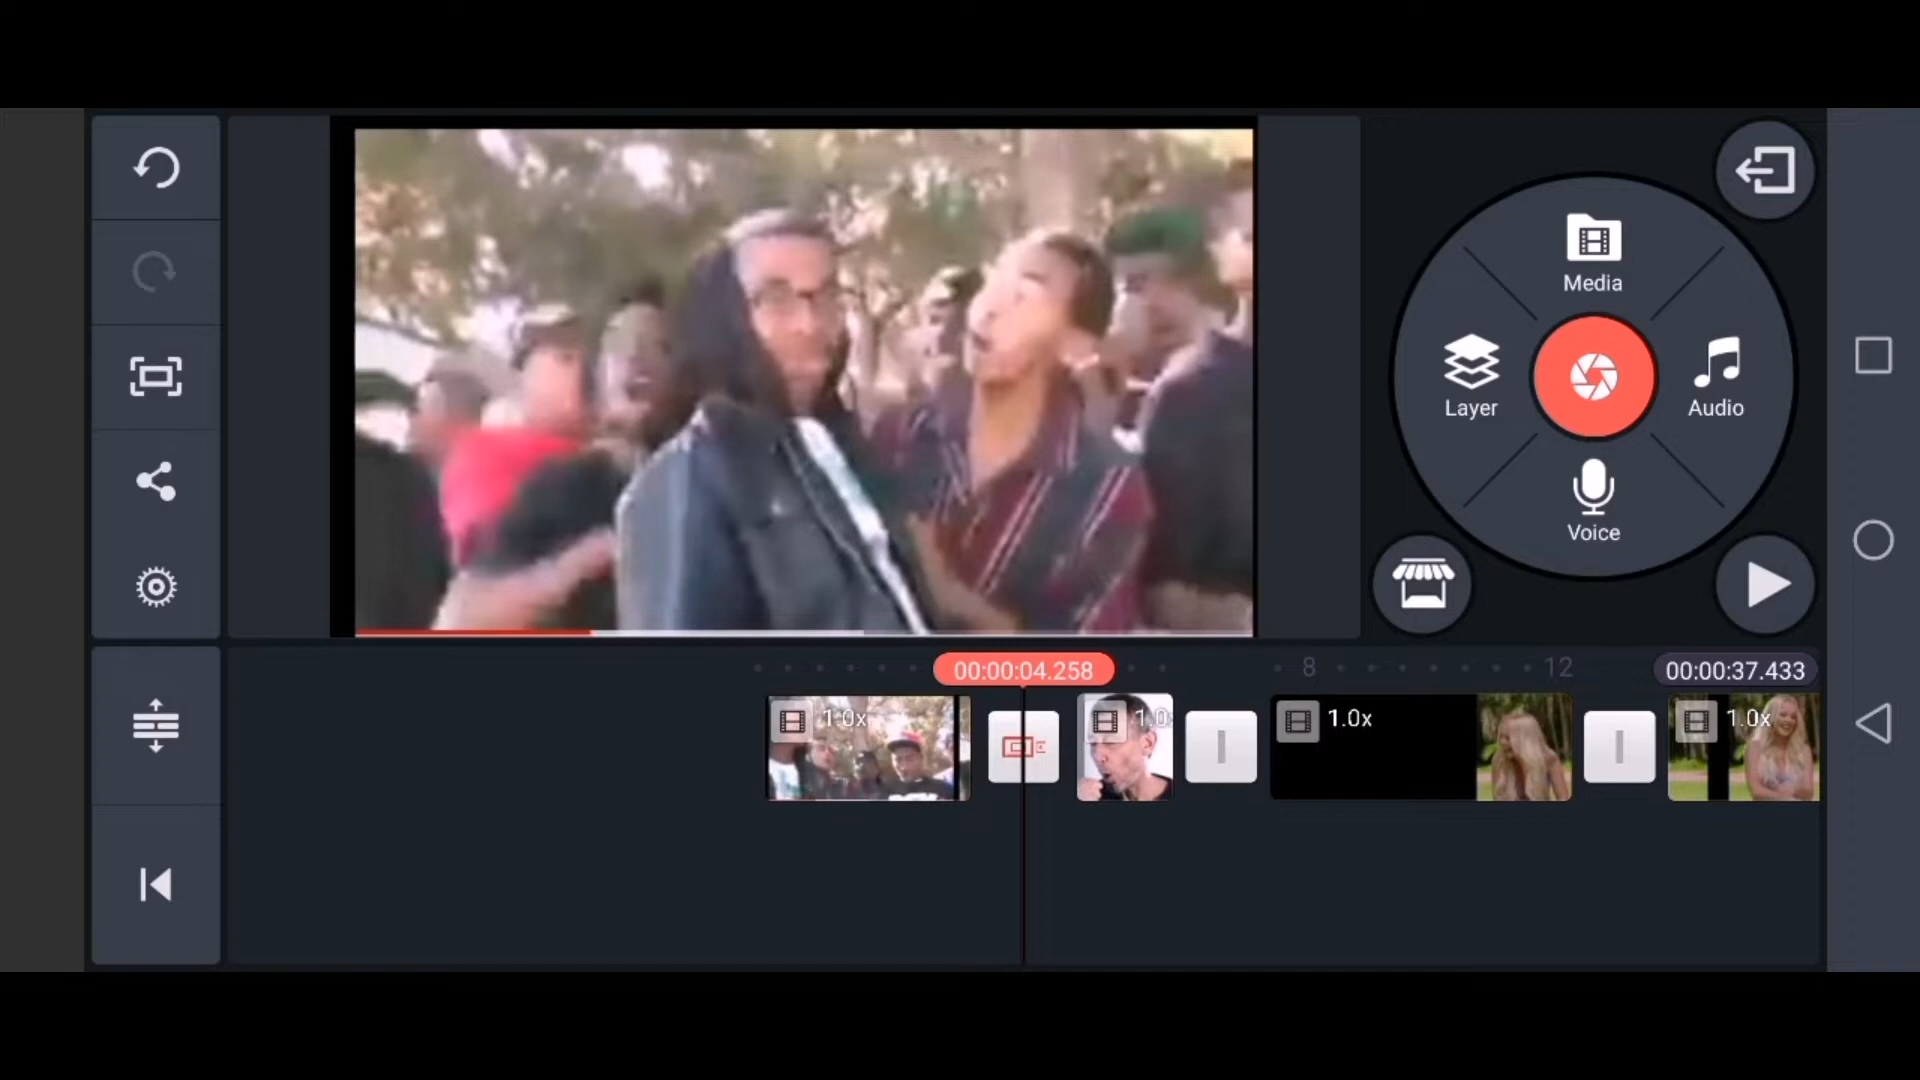 Media
Layer
Audio
Voice
00:00:04.258
8
12
00:00:37.433
1.0x
1.0
1.0x
1.0x